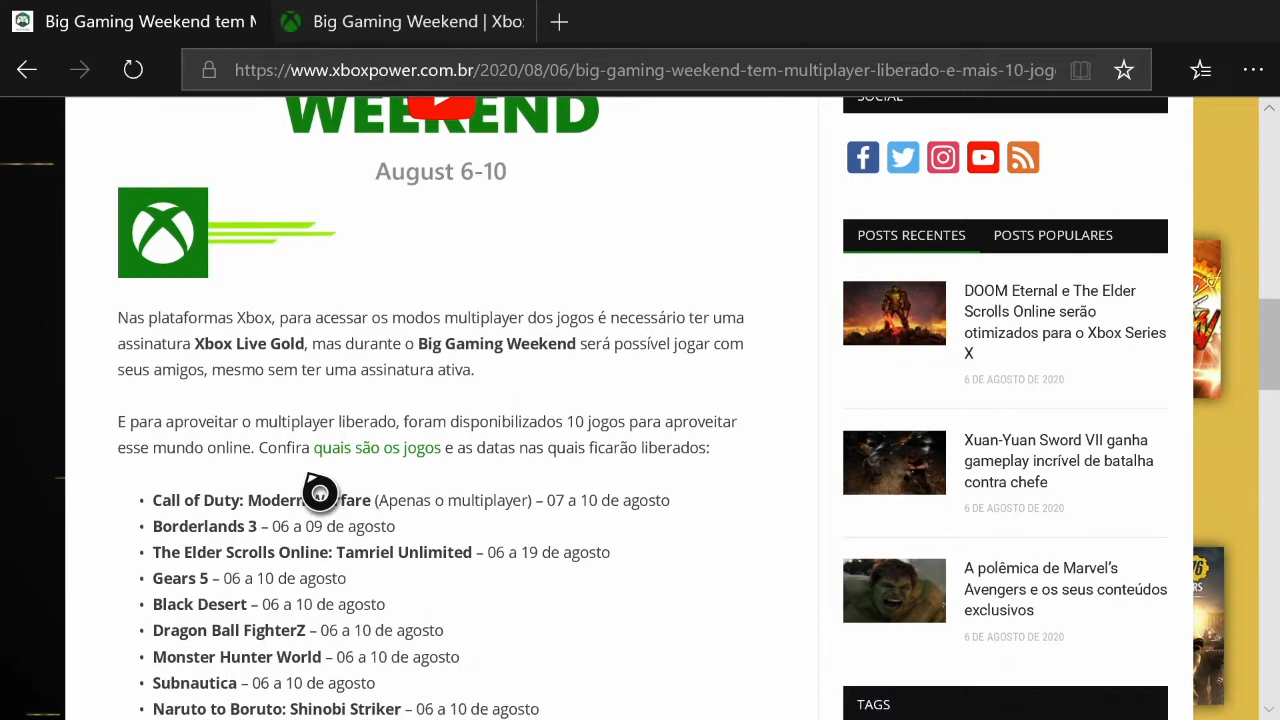 Big Gaming Weekend tem M
Big Gaming Weekend | Xbo
https://www.xboxpower.com.br/2020/08/06/big-gaming-weekend-tem-multiplayer-liberado-e-mais-10-jog
WEEKEND
August 6-10
Nas plataformas Xbox, para acessar os modos multiplayer dos jogos é necessário ter uma
assinatura Xbox Live Gold, mas durante o Big Gaming Weekend será possível jogar com
seus amigos, mesmo sem ter uma assinatura ativa.
E para aproveitar o multiplayer liberado, foram disponibilizados 10 jogos para aproveitar
esse mundo online. Confira quais são os jogos e as datas nas quais ficarão liberados:
• Call of Duty: Modern fare (Apenas o multiplayer) – 07 a 10 de agosto
• Borderlands 3 – 06 a 09 de agosto
• The Elder Scrolls Online: Tamriel Unlimited – 06 a 19 de agosto
• Gears 5 – 06 a 10 de agosto
• Black Desert – 06 a 10 de agosto
• Dragon Ball FighterZ – 06 a 10 de agosto
• Monster Hunter World – 06 a 10 de agosto
• Subnautica – 06 a 10 de agosto
• Naruto to Boruto: Shinobi Striker – 06 a 10 de agosto
SOCIAL
POSTS RECENTES POSTS POPULARES
DOOM Eternal e The Elder
Scrolls Online serão
otimizados para o Xbox Series
X
6 DE AGOSTO DE 2020
Xuan-Yuan Sword VII ganha
gameplay incrível de batalha
contra chefe
6 DE AGOSTO DE 2020
A polêmica de Marvel's
Avengers e os seus conteúdos
exclusivos
6 DE AGOSTO DE 2020
TAGS